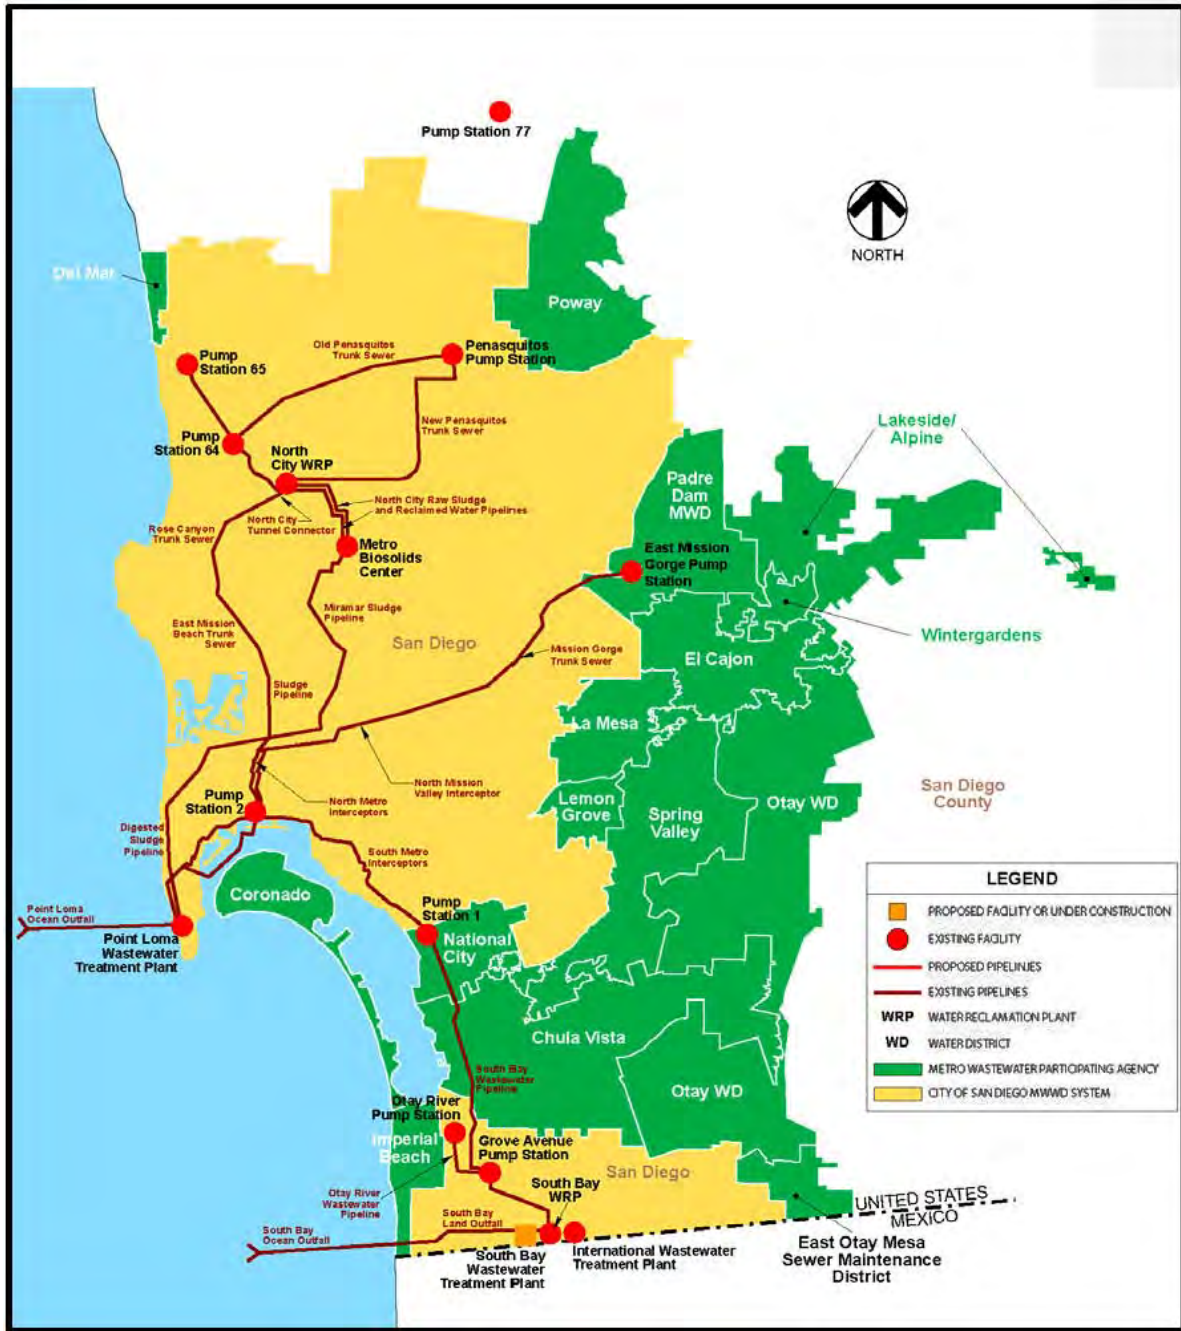 Pump Station 77
NORTH
Del Mar
Poway
Old Penasquitos
Trunk Sewer
Penasquitos
Pump Station
Pump
Station 65
New Penasquitos
Trunk Sewer
Lakeside/
Alpine
Pump
Station 64
North
City WRP
Padre
Dam
MWD
North City Raw Sludge
and Reclaimed Water Pipelines
North City
Tunnel Connector
Rose Canyon
Trunk Sewer
Metro
Biosolids
Center
East Mission
Gorge Pump
Station
Miramar Sludge
Pipeline
East Mission
Beach Trunk
Sewer
San Diego
Wintergardens
Mission Gorge
Trunk Sewer
El Cajon
Sludge
Pipeline
La Mesa
North Mission
Valley Interceptor
San Diego
County
Pump
Station 2
North Metro
Interceptors
Lemon
Grove
Spring
Valley
Otay WD
Digested
Sludge
Pipeline
South Metro
Interceptors
LEGEND
PROPOSED FACILITY OR UNDER CONSTRUCTION
EXISTING FACILITY
PROPOSED PIPELINJES
EXISTING PIPELINES
WRP WATER RECLAMATION PLANT
WD WATER DISTRICT
METRO WASTEWATER PARTICIPATING AGENCY
CITY OF SAN DIEGO MWWD SYSTEM
Coronado
Point Loma
Ocean Outfall
Pump
Station 1
Point Loma
Wastewater
Treatment Plant
National
City
Chula Vista
South Bay
Wastewater
Pipeline
Otay WD
Otay River
Pump Station
Imperial
Beach
Grove Avenue
Pump Station
San Diego
South Bay
WRP
Otay River
Wastewater
Pipeline
South Bay
Land Outfall
South Bay
Ocean Outfall
UNITED STATES
MEXICO
South Bay
Wastewater
Treatment Plant
International Wastewater
Treatment Plant
East Otay Mesa
Sewer Maintenance
District